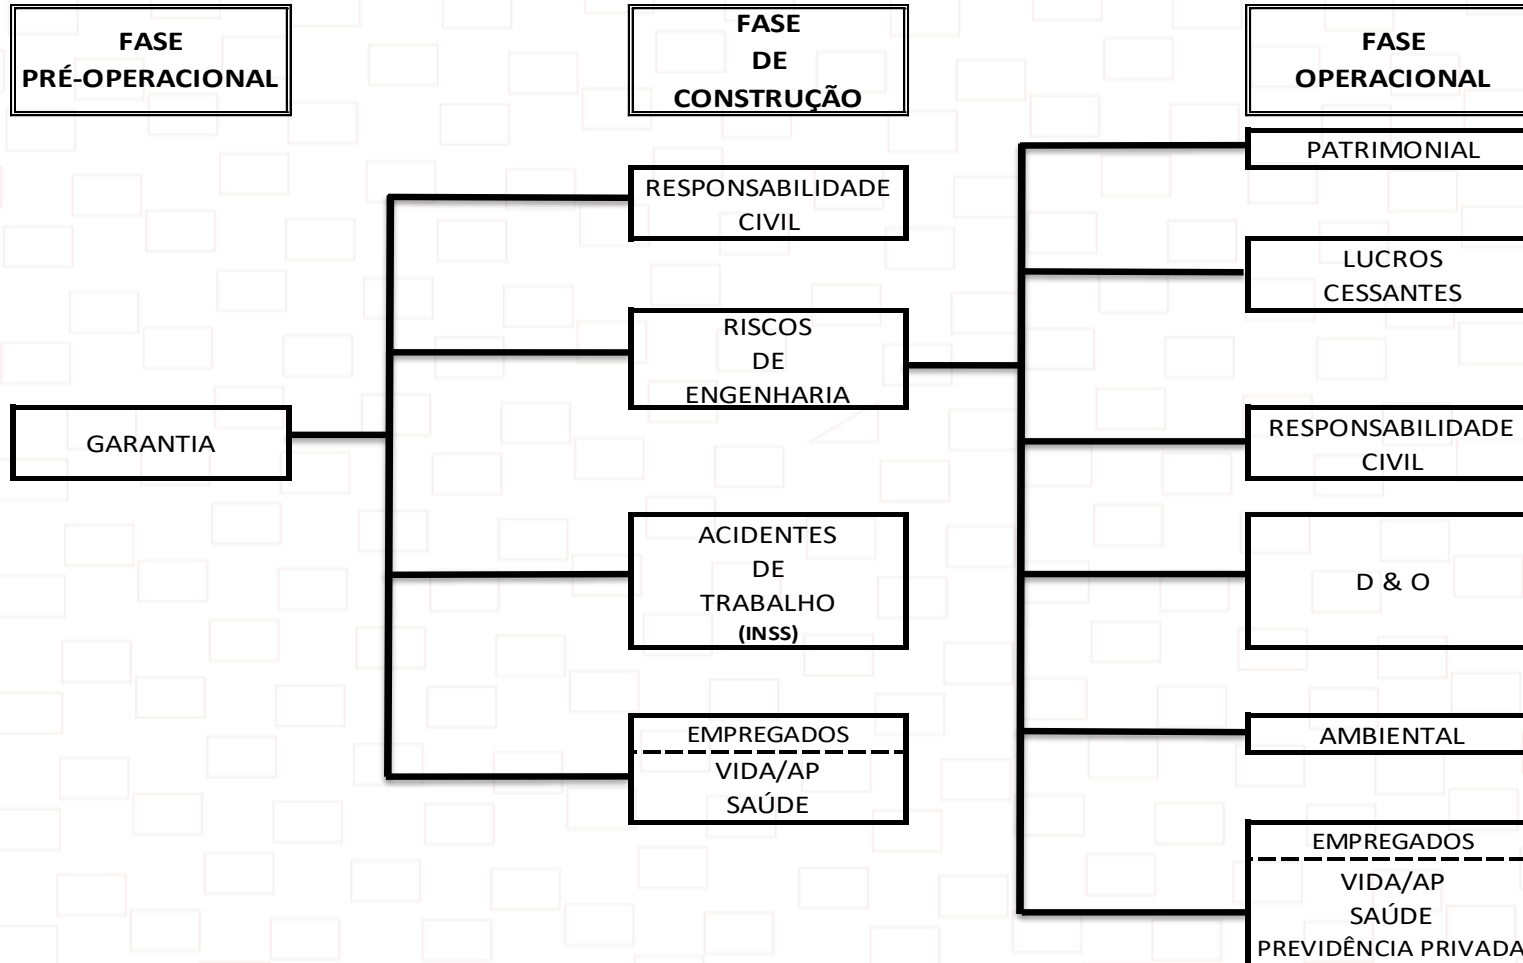 FASE
PRÉ-OPERACIONAL
GARANTIA
FASE
DE
CONSTRUÇÃO
RESPONSABILIDADE
CIVIL
RISCOS
DE
ENGENHARIA
ACIDENTES
DE
TRABALHO
(INSS)
EMPREGADOS
VIDA/AP
SAÚDE
FASE
OPERACIONAL
PATRIMONIAL
LUCROS
CESSANTES
RESPONSABILIDADE
CIVIL
D & O
AMBIENTAL
EMPREGADOS
VIDA/AP
SAÚDE
PREVIDÊNCIA PRIVADA